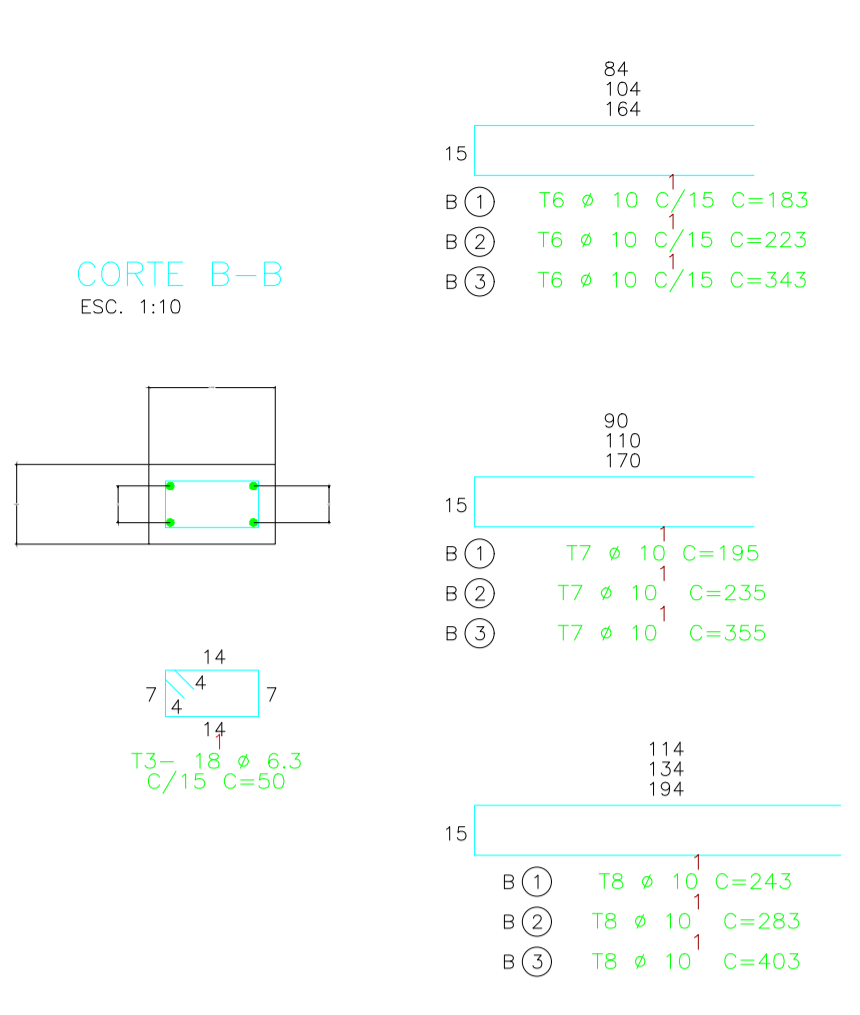 CORTE B-B
ESC. 1:10
14
4
7
7
4
14
1
T3- 18 ø 6.3
C/15 C=50
84
104
164
15
1
B 1 T6 ø 10 C/15 C=183
1
B 2 T6 ø 10 C/15 C=223
1
B 3 T6 ø 10 C/15 C=343
90
110
170
15
1
B 1 T7 ø 10 C=195
1
B 2 T7 ø 10 C=235
1
B 3 T7 ø 10 C=355
114
134
194
15
1
B 1 T8 ø 10 C=243
1
B 2 T8 ø 10 C=283
1
B 3 T8 ø 10 C=403